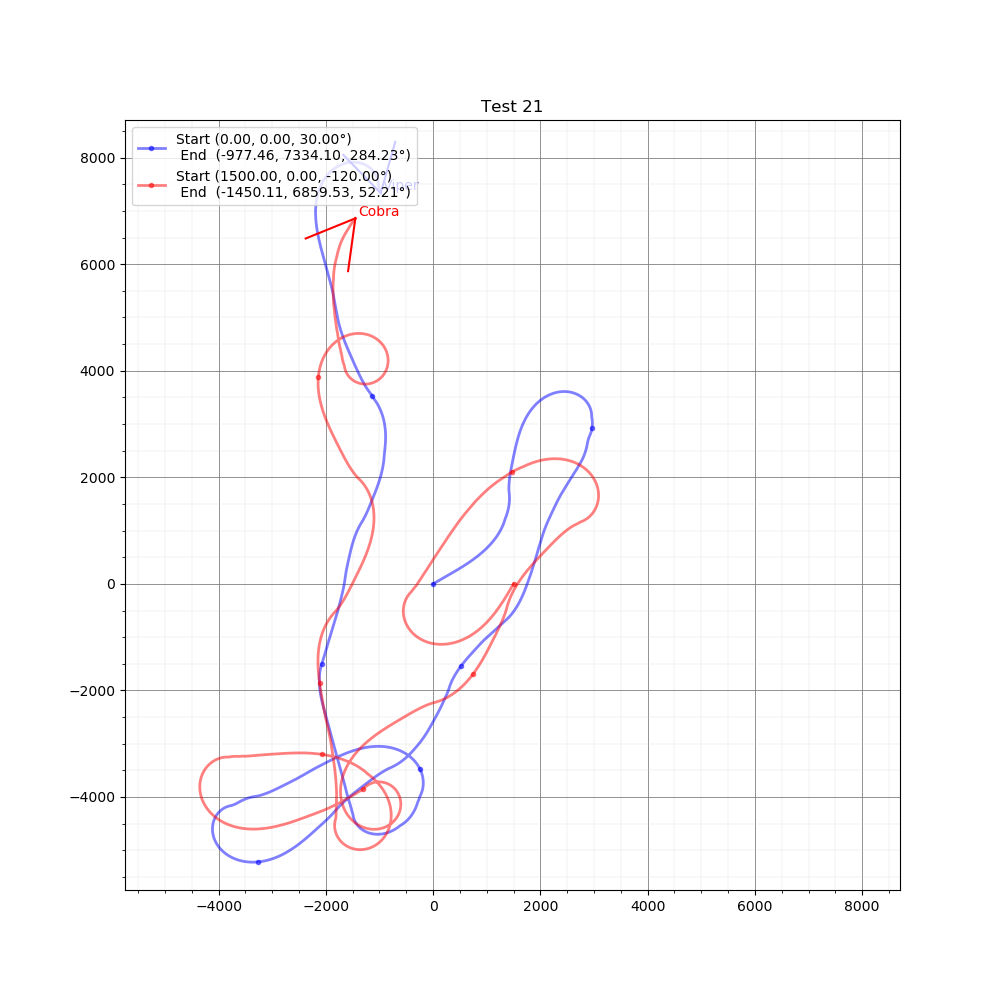 Test 21
Start (0.00, 0.00, 30.00°)
End (-977.46, 7334.10, 284.23°)
Start (1500.00, 0.00, -120.00°)
End (-1450.11, 6859.53, 52.21°)
Cobra
8000
6000
4000
2000
0
−2000
−4000
−4000
−2000
0
2000
4000
6000
8000